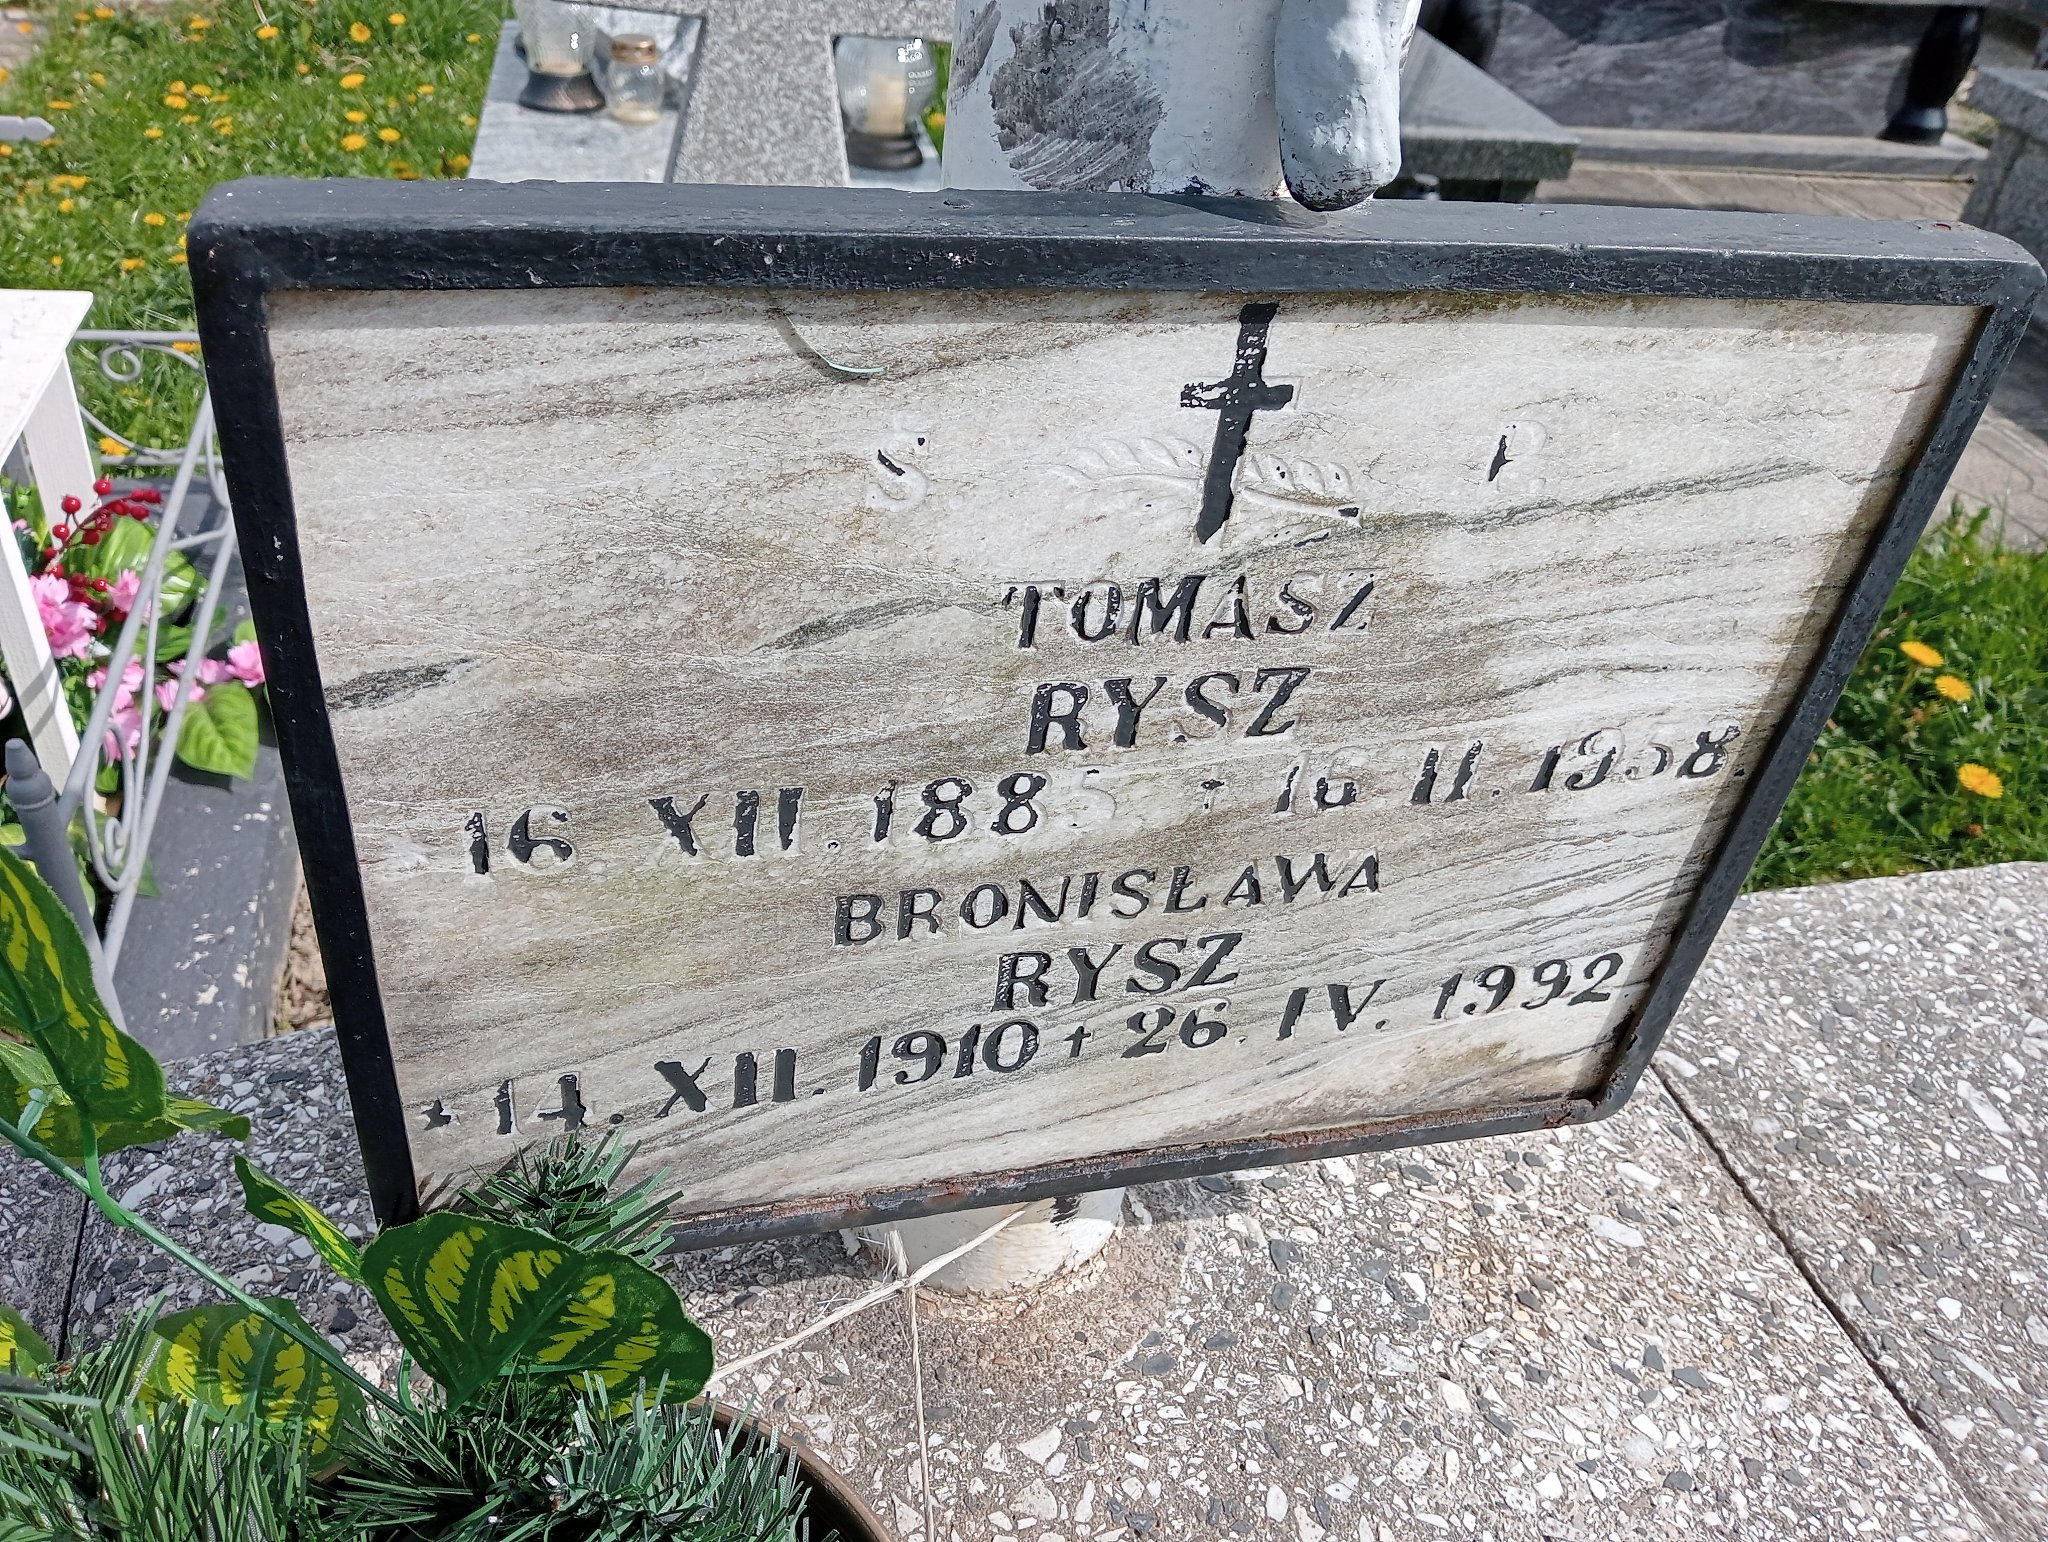 Ś P.
TOMASZ
RYSZ
16 XII.1885 + 16 II.1958.
BRONISŁAWA
RYSZ
* 14. XII.1910 + 26. IV. 1992